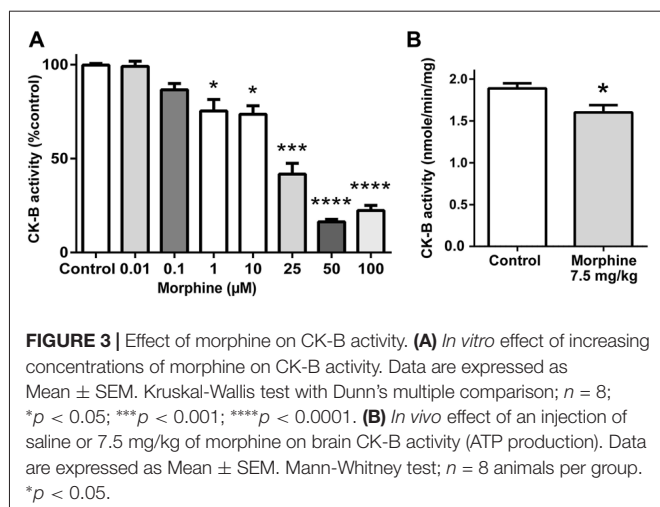 A
B
CK-B activity (%control)
100
50
0
*
*
***
****
****
Control 0.01 0.1 1 10 25 50 100
Morphine (µM)
CK-B activity (nmole/min/mg)
2.0
1.5
1.0
0.5
0.0
*
Control Morphine
7.5 mg/kg
FIGURE 3 | Effect of morphine on CK-B activity. (A) In vitro effect of increasing
concentrations of morphine on CK-B activity. Data are expressed as
Mean ± SEM. Kruskal-Wallis test with Dunn's multiple comparison; n = 8;
*p < 0.05; ***p < 0.001; ****p < 0.0001. (B) In vivo effect of an injection of
saline or 7.5 mg/kg of morphine on brain CK-B activity (ATP production). Data
are expressed as Mean ± SEM. Mann-Whitney test; n = 8 animals per group.
*p < 0.05.